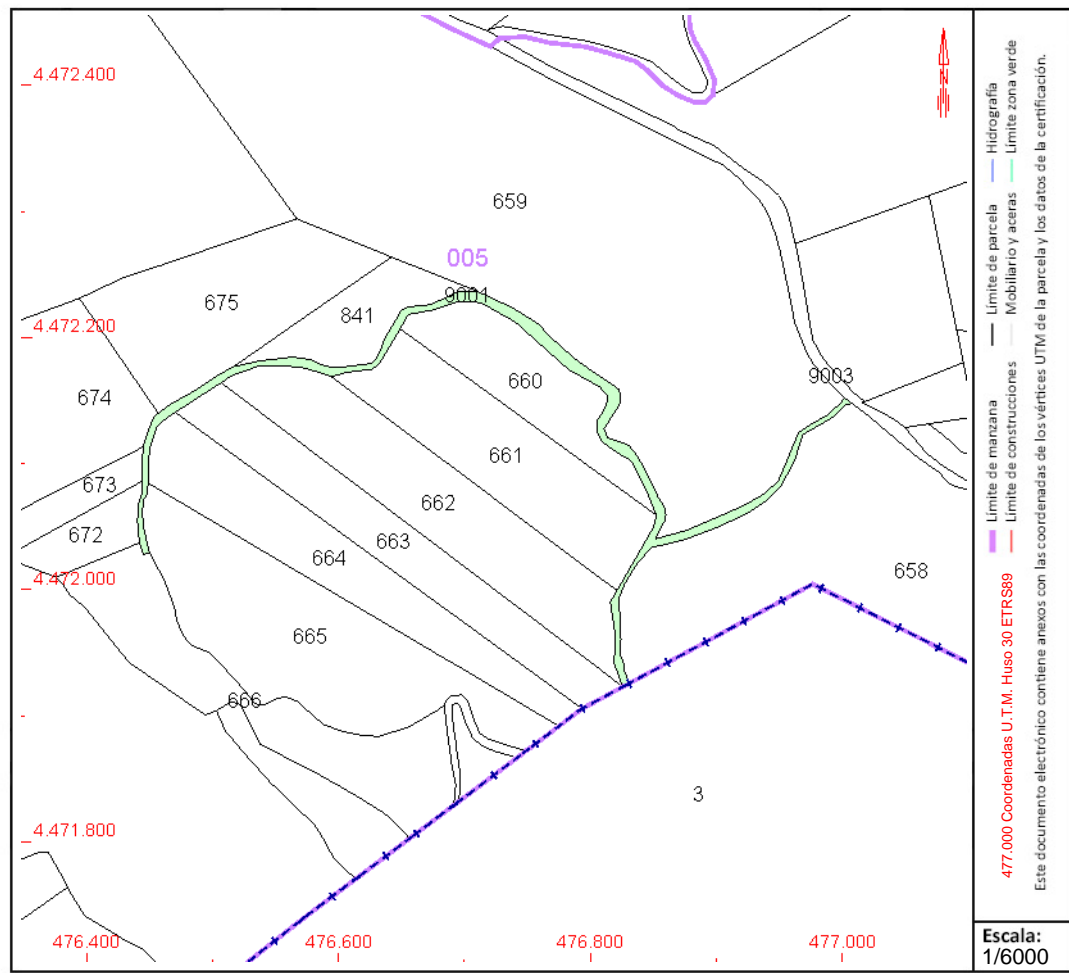 4.472.400
659
005
9001
675
841
4.472.200
660
9003
674
661
673
662
672
663
664
4.472.000
658
665
666
3
4.471.800
476.400
476.600
476.800
477.000
N
Hidrografía
Límite zona verde
Límite de parcela
Mobiliario y aceras
Límite de manzana
Límite de construcciones
477.000 Coordenadas U.T.M. Huso 30 ETRS89
Este documento electrónico contiene anexos con las coordenadas de los vértices UTM de la parcela y los datos de la certificación.
Escala:
1/6000